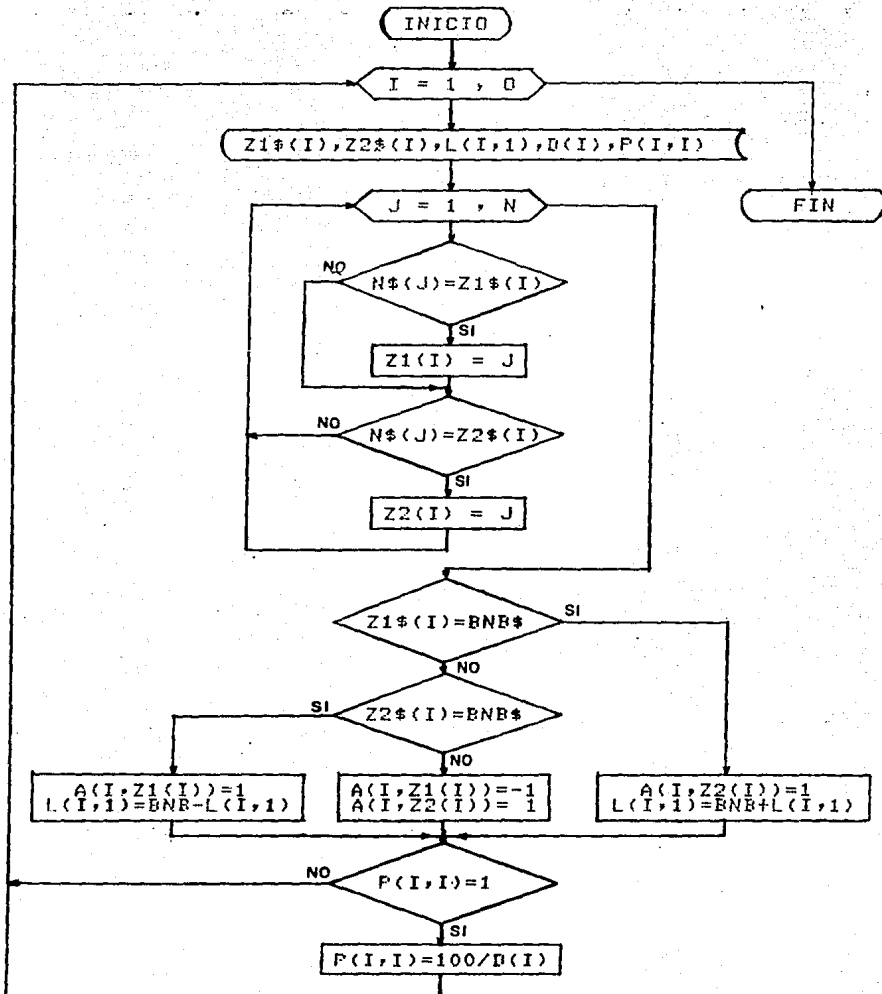 INICIO
I = 1 , O
Z1$(I),Z2$(I),L(I,1),D(I),P(I,I)
J = 1 , N
FIN
NO
N$(J)=Z1$(I)
SI
Z1(I) = J
NO
N$(J)=Z2$(I)
SI
Z2(I) = J
Z1$(I)=BNB$
SI
NO
SI
Z2$(I)=BNB$
NO
A(I,Z1(I))=1
L(I,1)=BNB-L(I,1)
A(I,Z1(I))=-1
A(I,Z2(I))= 1
A(I,Z2(I))=1
L(I,1)=BNB+L(I,1)
NO
P(I,I)=1
SI
P(I,I)=100/D(I)